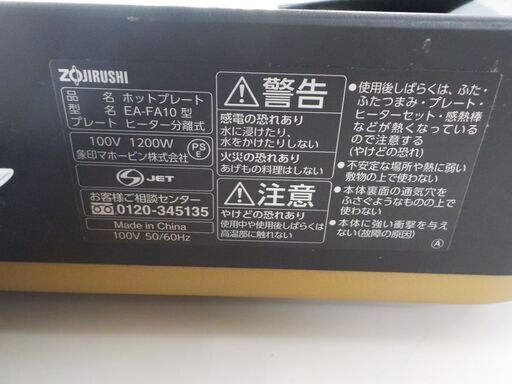 ZOJIRUSHI
品 名 ホットプレート
型 名 EA-FA10 型
プレート ヒーター分離式
100V 1200W
象印マホービン株式会社
PS
E
JET
お客様ご相談センター
0120-345135
Made in China
100V 50/60Hz
警告
感電の恐れあり
水に浸けたり、
水をかけたりしない
火災の恐れあり
あげもの料理はしない
注意
やけどの恐れあり
使用中や使用後しばらくは
高温部に触れない
●使用後しばらくは、ふた・
ふたつまみ・プレート・
ヒーターセット・感熱棒
などが熱くなっている
ので注意する
(やけどの恐れ)
●不安定な場所や熱に弱い
敷物の上で使わない
●本体裏面の通気穴を
ふさぐようなものの上で
使わない
●本体に強い衝撃を与え
ない(故障の原因)
Ⓐ